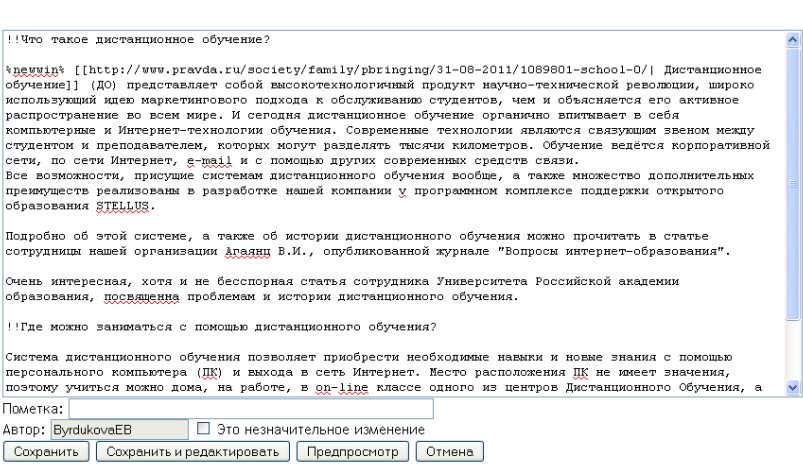 !!Что такое дистанционное обучение?
%newwin% [[http://www.pravda.ru/society/family/pbringing/31-08-2011/1089801-school-0/| Дистанционное
обучение]] (ДО) представляет собой высокотехнологичный продукт научно-технической революции, широко
использующий идею маркетингового подхода к обслуживанию студентов, чем и объясняется его активное
распространение во всем мире. И сегодня дистанционное обучение органично впитывает в себя
компьютерные и Интернет-технологии обучения. Современные технологии являются связующим звеном между
студентом и преподавателем, которых могут разделять тысячи километров. Обучение ведётся корпоративной
сети, по сети Интернет, e-mail и с помощью других современных средств связи.
Все возможности, присущие системам дистанционного обучения вообще, а также множество дополнительных
преимуществ реализованы в разработке нашей компании v программном комплексе поддержки открытого
образования STELLUS.
Подробно об этой системе, а также об истории дистанционного обучения можно прочитать в статье
сотрудницы нашей организации Агаянц В.И., опубликованной журнале "Вопросы интернет-образования".
Очень интересная, хотя и не бесспорная статья сотрудника Университета Российской академии
образования, посвященна проблемам и истории дистанционного обучения.
!!Где можно заниматься с помощью дистанционного обучения?
Система дистанционного обучения позволяет приобрести необходимые навыки и новые знания с помощью
персонального компьютера (ПК) и выхода в сеть Интернет. Место расположения ПК не имеет значения,
поэтому учиться можно дома, на работе, в on-line классе одного из центров Дистанционного Обучения, а
Пометка:
Автор: ByrdukovaEB Это незначительное изменение
Сохранить Сохранить и редактировать Предпросмотр Отмена